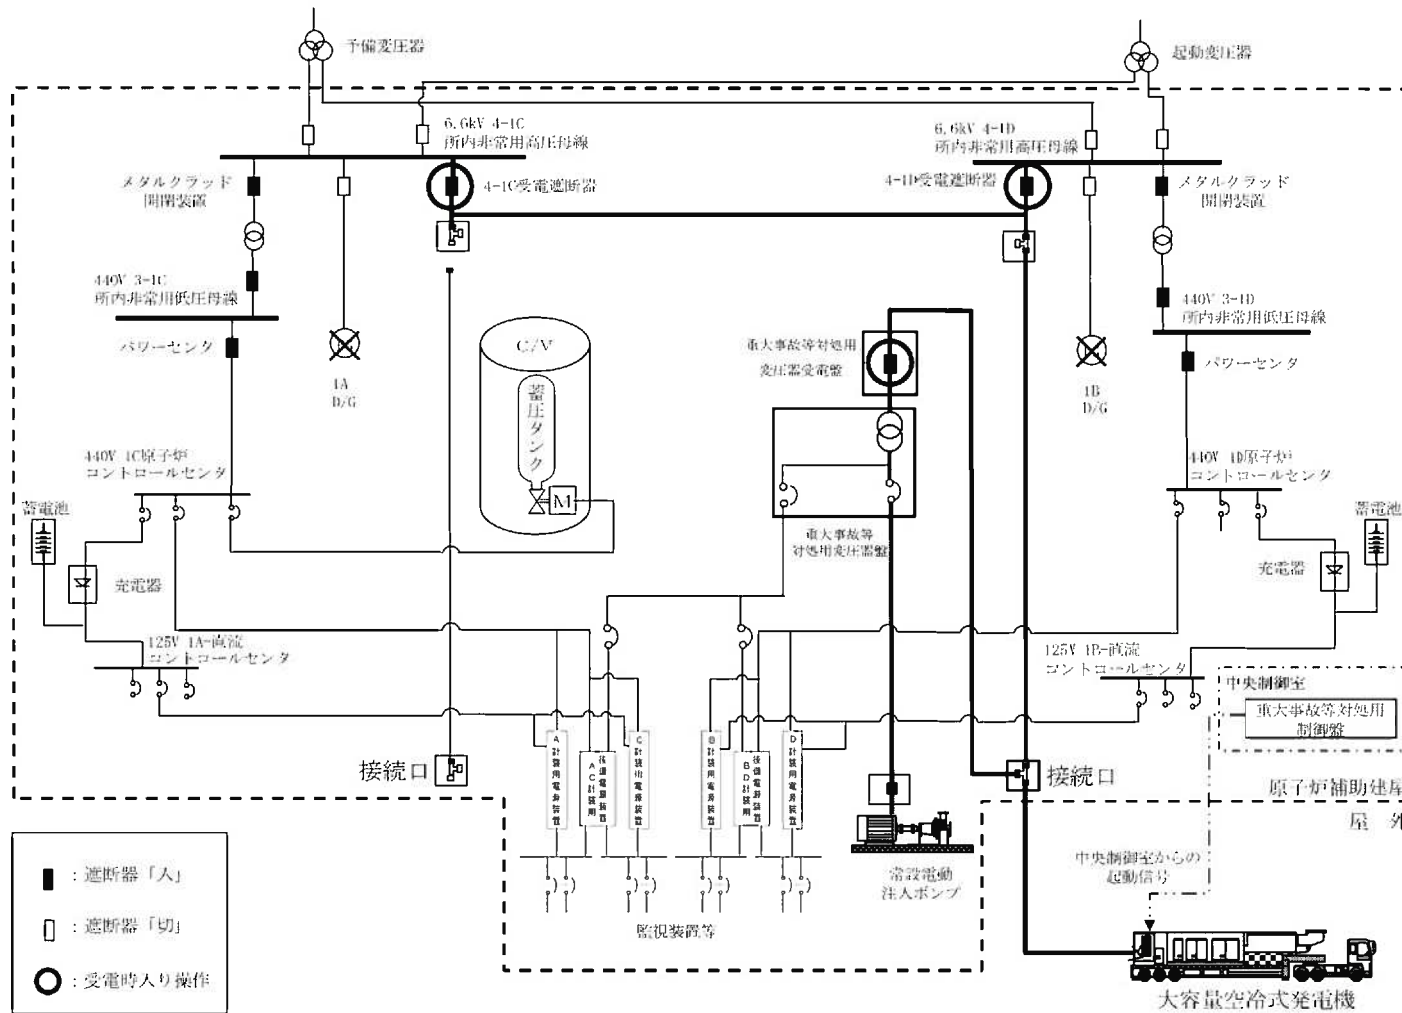 予備変圧器
起動変圧器
6.6kV 4-1C
所内非常用高圧母線
6.6kV 4-1D
所内非常用高圧母線
メタルクラッド
開閉装置
4-1C受電遮断器
4-1D受電遮断器
メタルクラッド
開閉装置
440V 3-1C
所内非常用低圧母線
440V 3-1D
所内非常用低圧母線
パワーセンタ
パワーセンタ
1A
D/G
1B
D/G
C/V
蓄圧タンク
M
重大事故等対処用
変圧器受電盤
440V 1C原子炉
コントロールセンタ
440V 1D原子炉
コントロールセンタ
蓄電池
蓄電池
充電器
充電器
重大事故等
対処用変圧器盤
125V 1A-直流
コントロールセンタ
125V 1B-直流
コントロールセンタ
中央制御室
重大事故等対処用
制御盤
A計装用電源装置
AC計装用
後備電源装置
C計装用電源装置
B計装用電源装置
BD計装用
後備電源装置
D計装用電源装置
接続口
接続口
原子炉補助建屋
屋 外
中央制御室からの
起動信号
常設電動
注入ポンプ
監視装置等
大容量空冷式発電機
：遮断器「入」
：遮断器「切」
：受電時入り操作